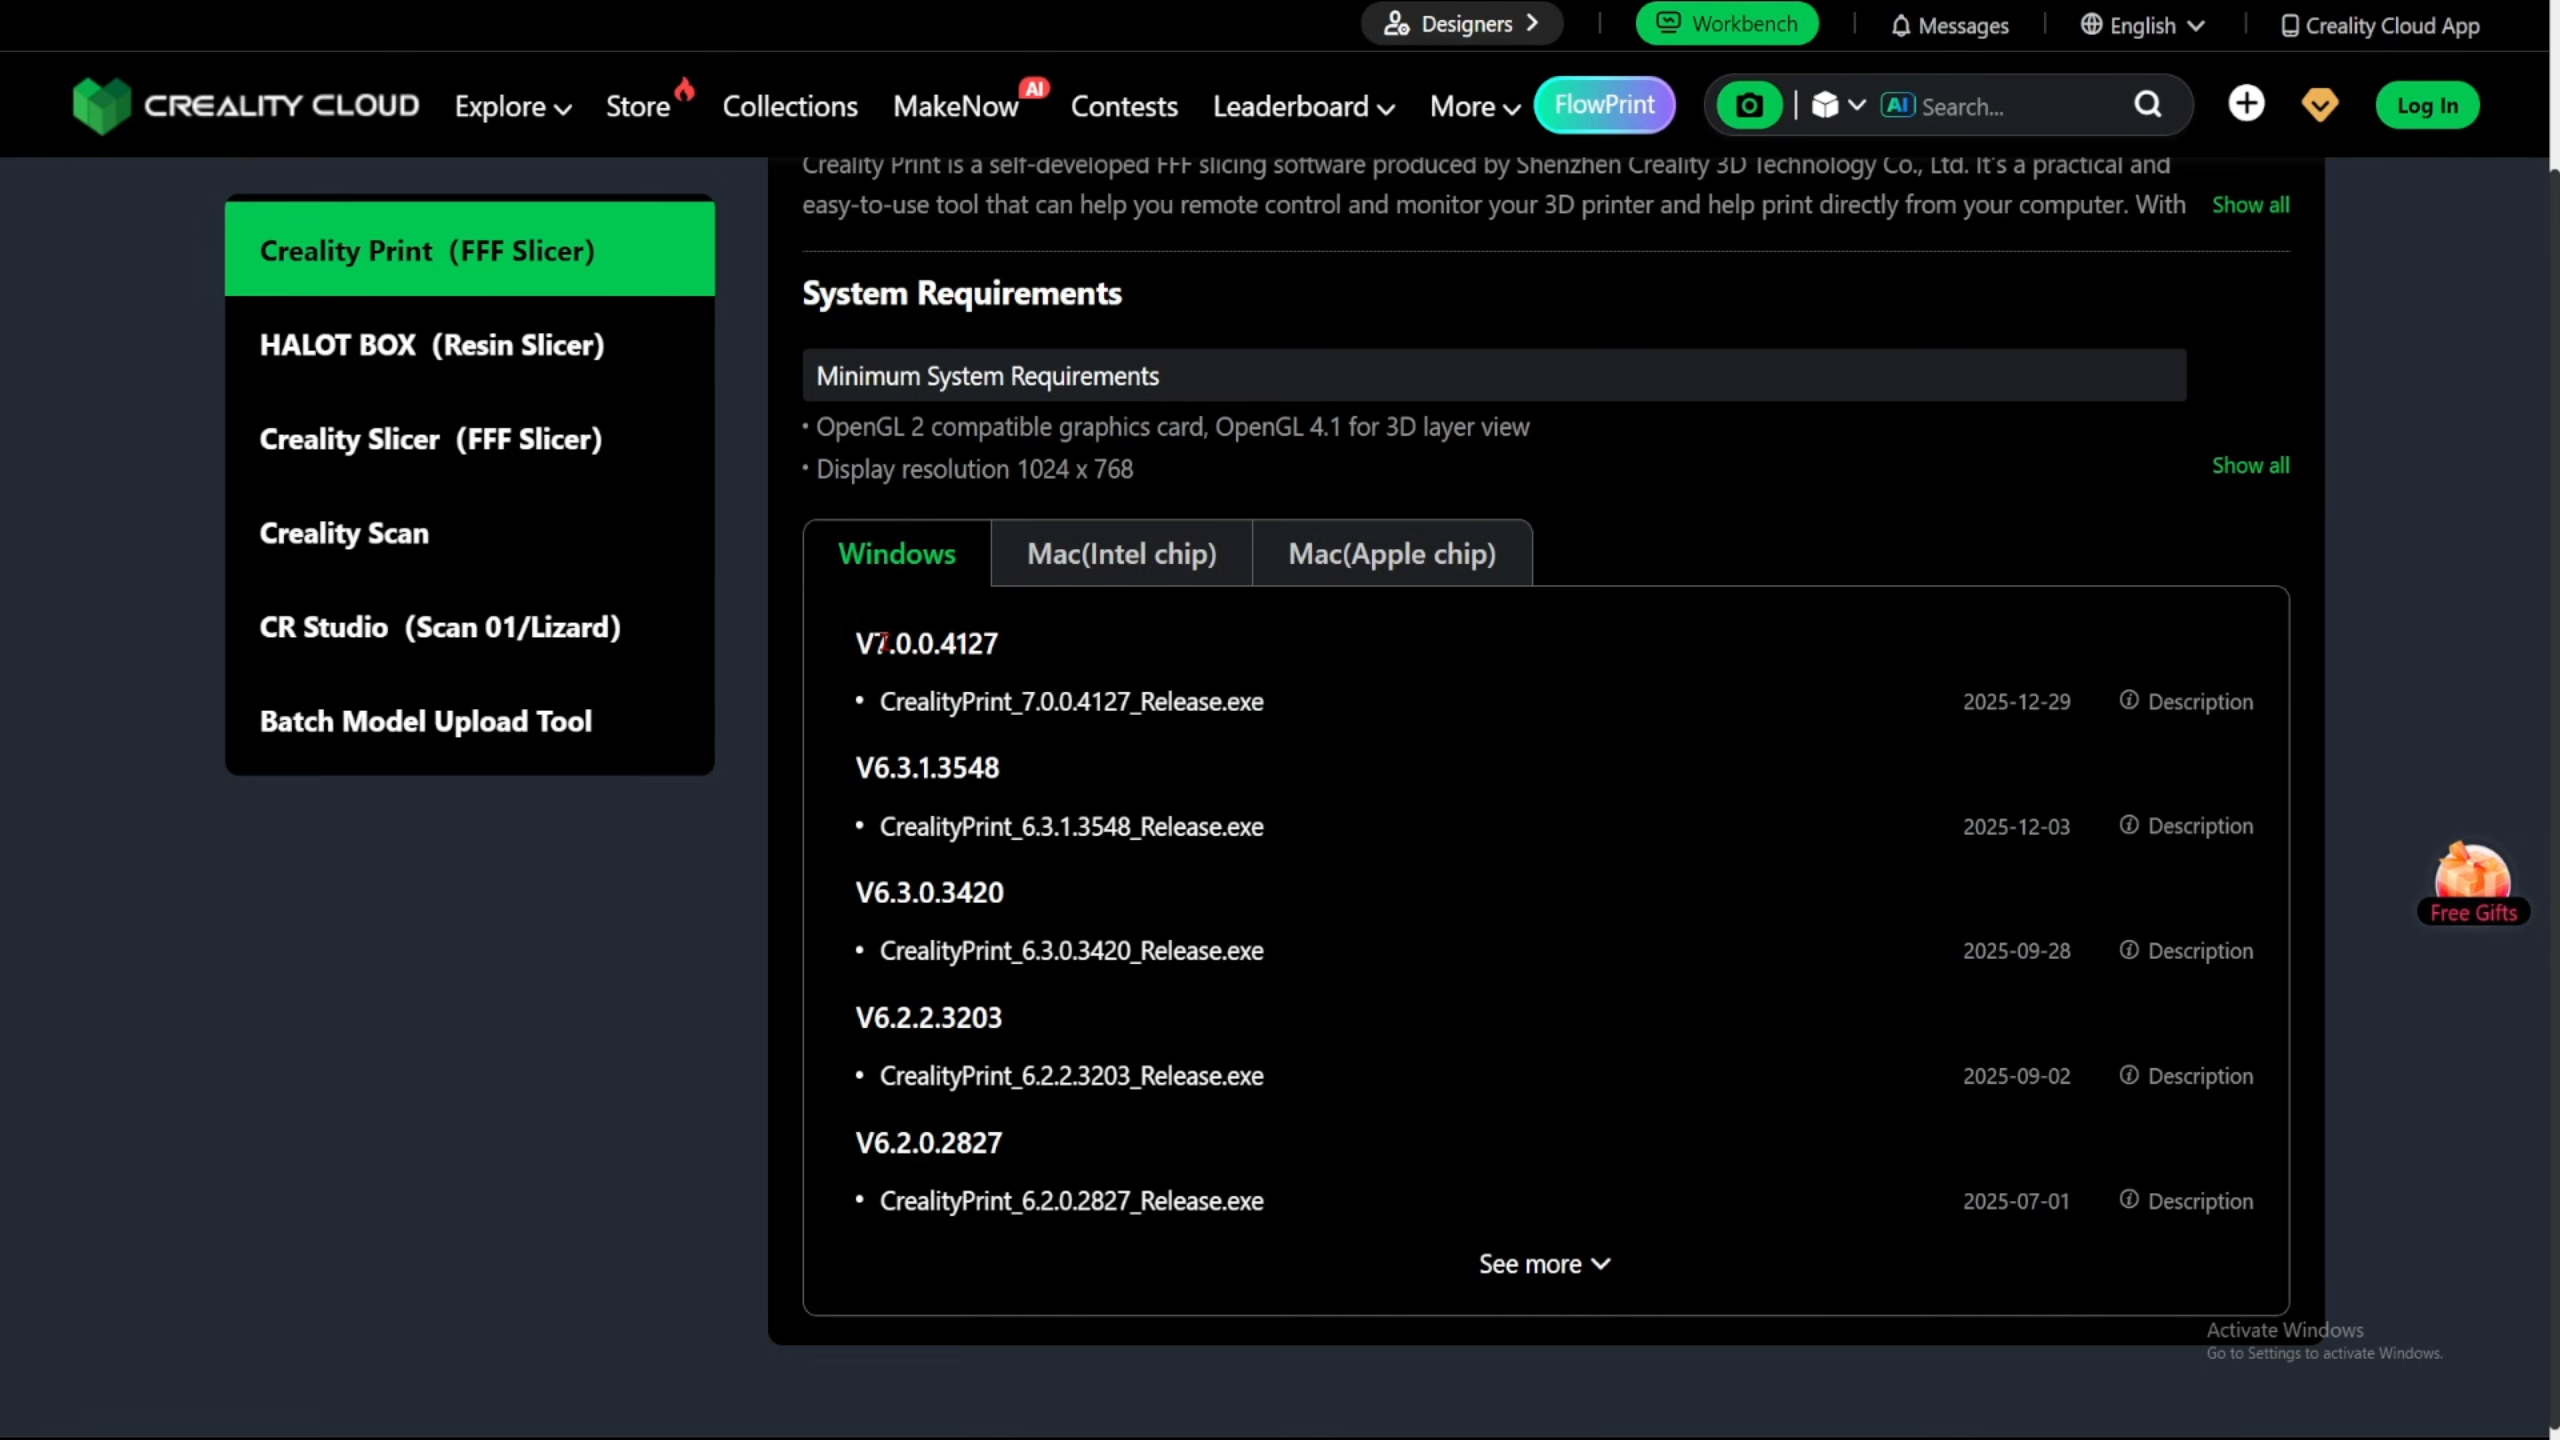 Designers
Workbench
Messages
English
Creality Cloud App
CREALITY CLOUD
Explore
Store
Collections
MakeNow
AI
Contests
Leaderboard
More
FlowPrint
AI Search...
Log In
Creality Print is a self-developed FFF slicing software produced by Shenzhen Creality 3D Technology Co., Ltd. It's a practical and
easy-to-use tool that can help you remote control and monitor your 3D printer and help print directly from your computer. With
Show all
Creality Print (FFF Slicer)
HALOT BOX (Resin Slicer)
Creality Slicer (FFF Slicer)
Creality Scan
CR Studio (Scan 01/Lizard)
Batch Model Upload Tool
System Requirements
Minimum System Requirements
• OpenGL 2 compatible graphics card, OpenGL 4.1 for 3D layer view
• Display resolution 1024 x 768
Show all
Windows
Mac(Intel chip)
Mac(Apple chip)
V7.0.0.4127
• CrealityPrint_7.0.0.4127_Release.exe 2025-12-29 Description
V6.3.1.3548
• CrealityPrint_6.3.1.3548_Release.exe 2025-12-03 Description
V6.3.0.3420
• CrealityPrint_6.3.0.3420_Release.exe 2025-09-28 Description
V6.2.2.3203
• CrealityPrint_6.2.2.3203_Release.exe 2025-09-02 Description
V6.2.0.2827
• CrealityPrint_6.2.0.2827_Release.exe 2025-07-01 Description
See more
Free Gifts
Activate Windows
Go to Settings to activate Windows.